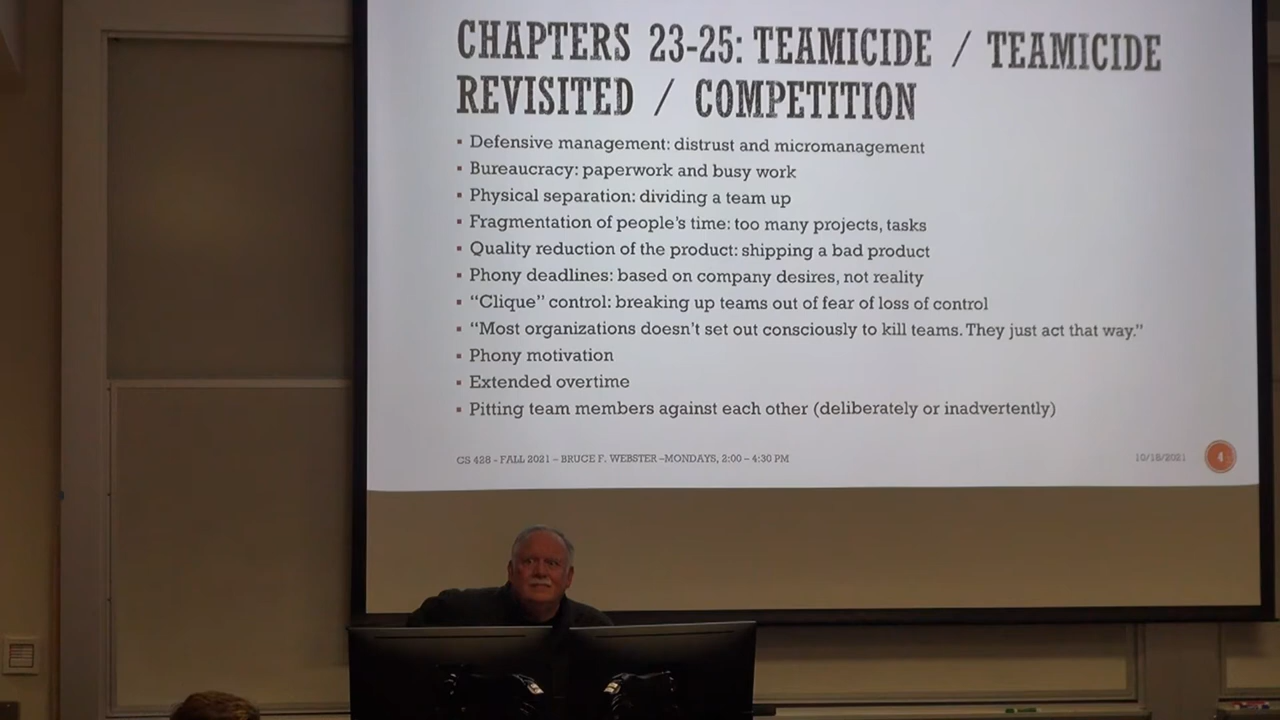 CHAPTERS 23-25: TEAMICIDE / TEAMICIDE
REVISITED / COMPETITION
▪ Defensive management: distrust and micromanagement
▪ Bureaucracy: paperwork and busy work
▪ Physical separation: dividing a team up
▪ Fragmentation of people's time: too many projects, tasks
▪ Quality reduction of the product: shipping a bad product
▪ Phony deadlines: based on company desires, not reality
▪ "Clique" control: breaking up teams out of fear of loss of control
▪ "Most organizations doesn't set out consciously to kill teams. They just act that way."
▪ Phony motivation
▪ Extended overtime
▪ Pitting team members against each other (deliberately or inadvertently)
CS 428 - FALL 2021 – BRUCE F. WEBSTER –MONDAYS, 2:00 – 4:30 PM
10/18/2021
4